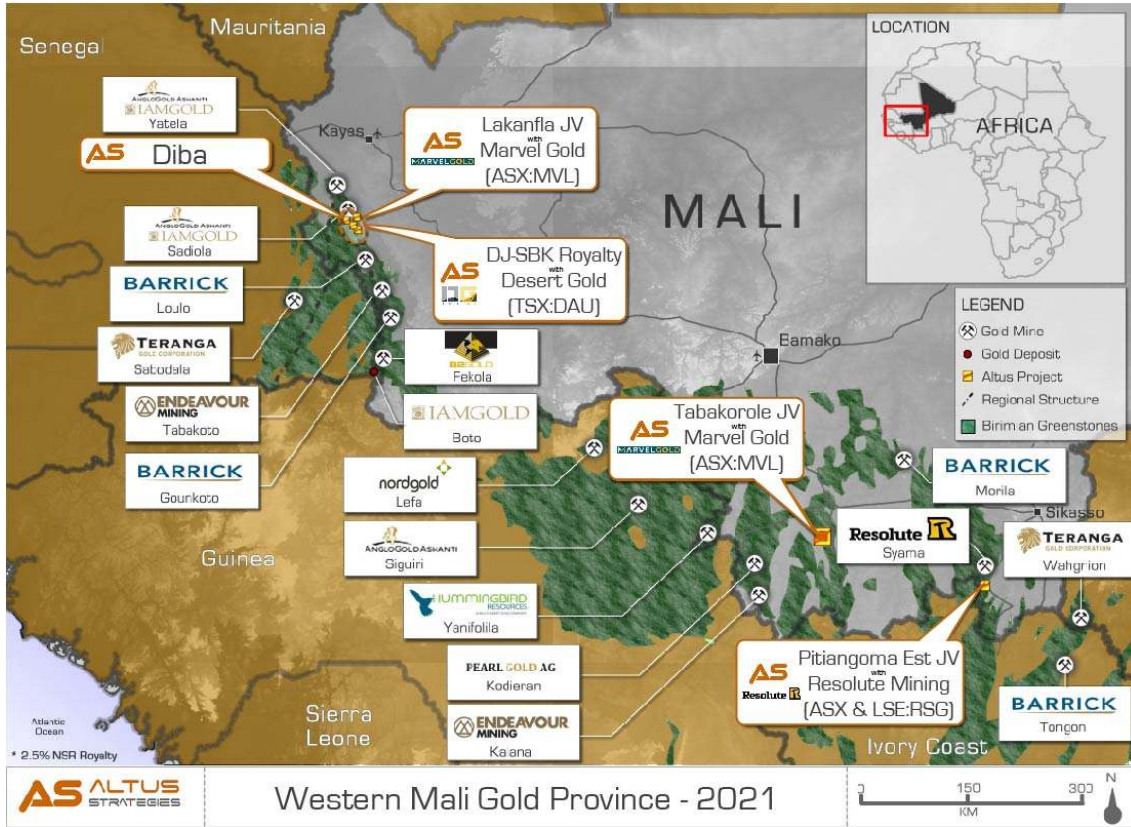 Senegal
Mauritania
ANGLOGOLD ASHANTI
IAMGOLD
Yatela
AS Diba
Kayes
AS
MARVELGOLD
Lakanfla JV
with
Marvel Gold
(ASX:MVL)
ANGLOGOLD ASHANTI
IAMGOLD
Sadiola
AS
DG
DJ-SBK Royalty
with
Desert Gold
(TSX:DAU)
MALI
BARRICK
Loulo
TERANGA
GOLD CORPORATION
Sabodala
ENDEAVOUR
MINING
Tabakoto
BARRICK
Gounkoto
B2GOLD
Fekola
IAMGOLD
Boto
Bamako
AS
MARVELGOLD
Tabakorole JV
with
Marvel Gold
(ASX:MVL)
nordgold
Lefa
ANGLOGOLD ASHANTI
Siguiri
HUMMINGBIRD
RESOURCES
Yanifolila
PEARL GOLD AG
Kodieran
ENDEAVOUR
MINING
Kalana
Guinea
Sierra
Leone
Atlantic
Ocean
* 2.5% NSR Royalty
BARRICK
Morila
Sikasso
Resolute R
Syama
TERANGA
GOLD CORPORATION
Wahgnion
AS
Resolute R
Pitiangoma Est JV
with
Resolute Mining
(ASX & LSE:RSG)
BARRICK
Tongon
Ivory Coast
LOCATION
AFRICA
LEGEND
Gold Mine
Gold Deposit
Altus Project
Regional Structure
Birimian Greenstones
AS ALTUS
STRATEGIES
Western Mali Gold Province - 2021
0 150 300
KM
N